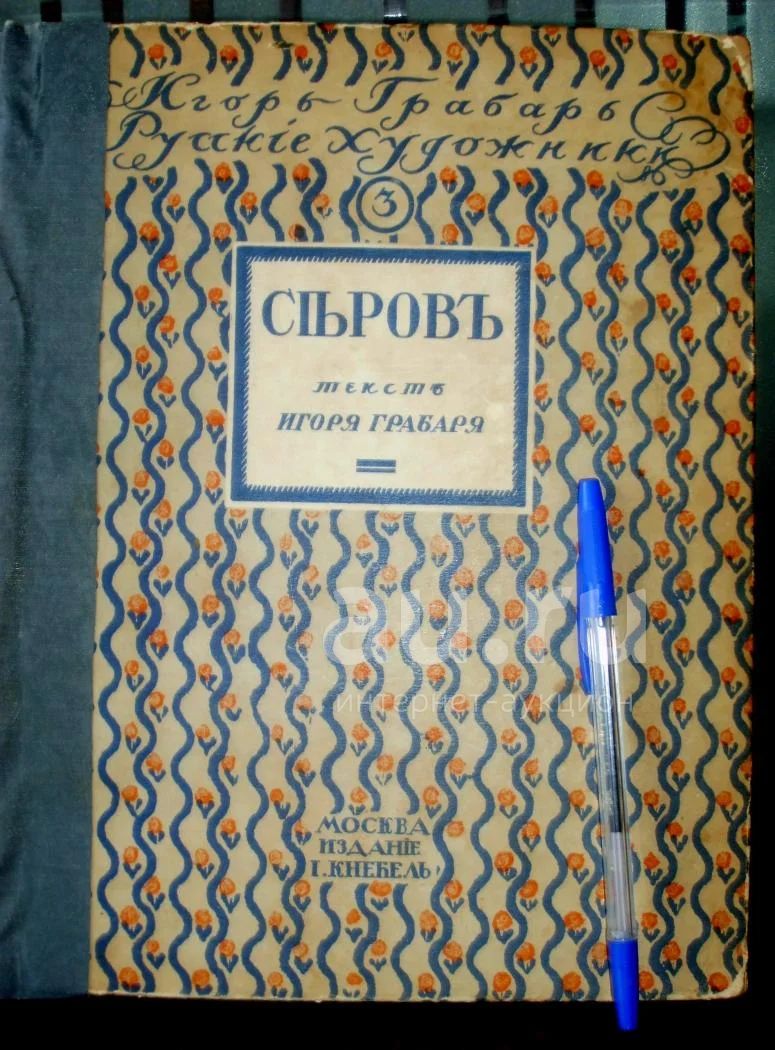 Игорь Грабарь
Русскіе художники
3
СѢРОВЪ
текстъ
ИГОРЯ ГРАБАРЯ
МОСКВА
ИЗДАНІЕ
І. КНЕБЕЛЬ
au.ru
интернет-аукцион